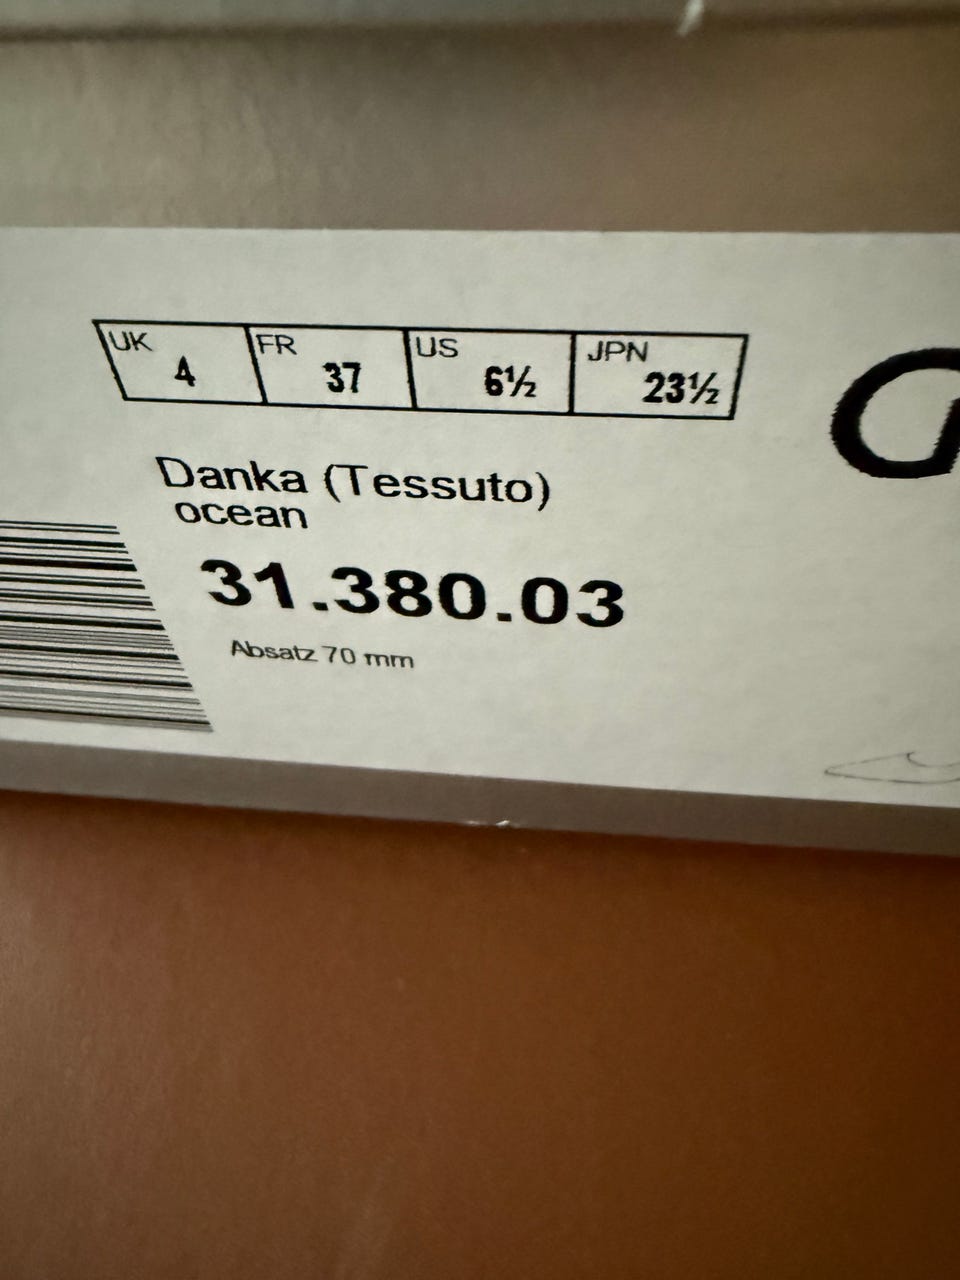 UK 4 FR 37 US 6½ JPN 23½
Danka (Tessuto)
ocean
31.380.03
Absatz 70 mm